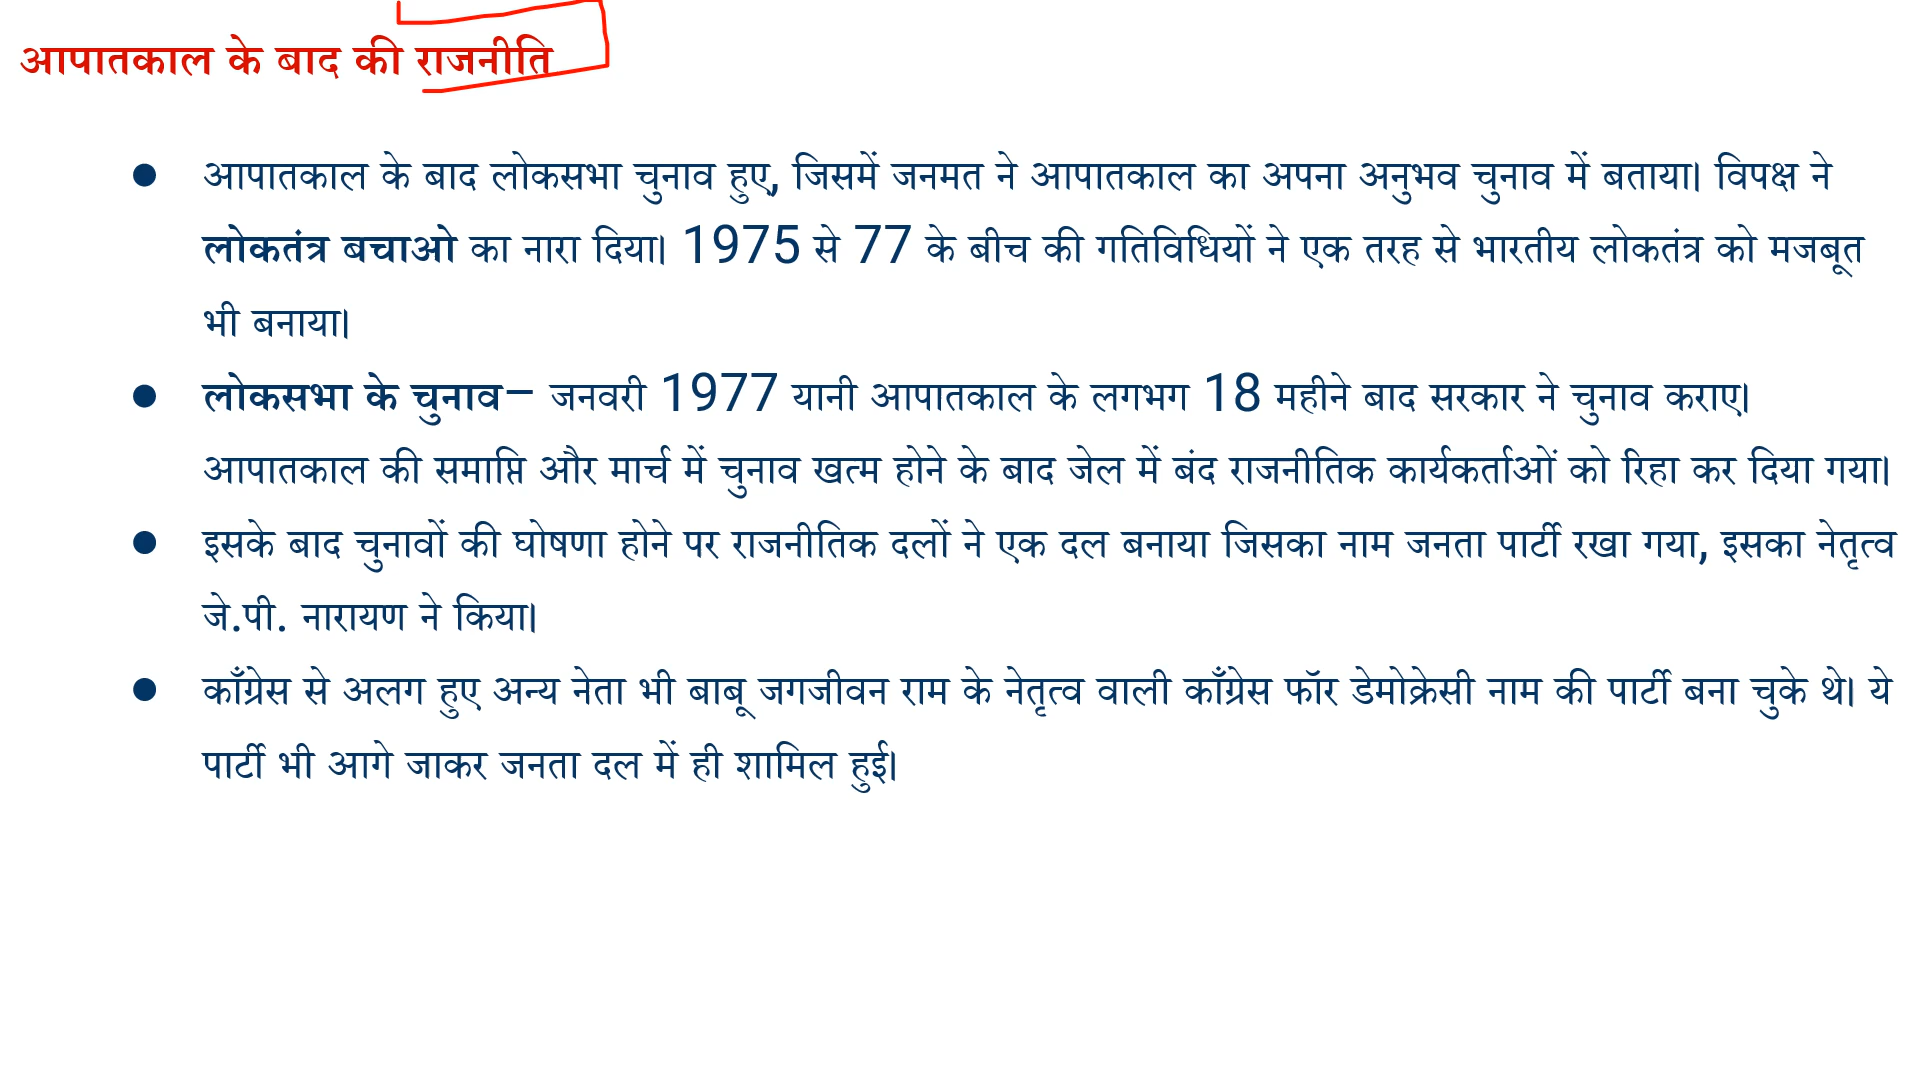 आपातकाल के बाद की राजनीति
● आपातकाल के बाद लोकसभा चुनाव हुए, जिसमें जनमत ने आपातकाल का अपना अनुभव चुनाव में बताया। विपक्ष ने
लोकतंत्र बचाओ का नारा दिया। 1975 से 77 के बीच की गतिविधियों ने एक तरह से भारतीय लोकतंत्र को मजबूत
भी बनाया।
● लोकसभा के चुनाव– जनवरी 1977 यानी आपातकाल के लगभग 18 महीने बाद सरकार ने चुनाव कराए।
आपातकाल की समाप्ति और मार्च में चुनाव खत्म होने के बाद जेल में बंद राजनीतिक कार्यकर्ताओं को रिहा कर दिया गया।
● इसके बाद चुनावों की घोषणा होने पर राजनीतिक दलों ने एक दल बनाया जिसका नाम जनता पार्टी रखा गया, इसका नेतृत्व
जे.पी. नारायण ने किया।
● काँग्रेस से अलग हुए अन्य नेता भी बाबू जगजीवन राम के नेतृत्व वाली काँग्रेस फॉर डेमोक्रेसी नाम की पार्टी बना चुके थे। ये
पार्टी भी आगे जाकर जनता दल में ही शामिल हुई।